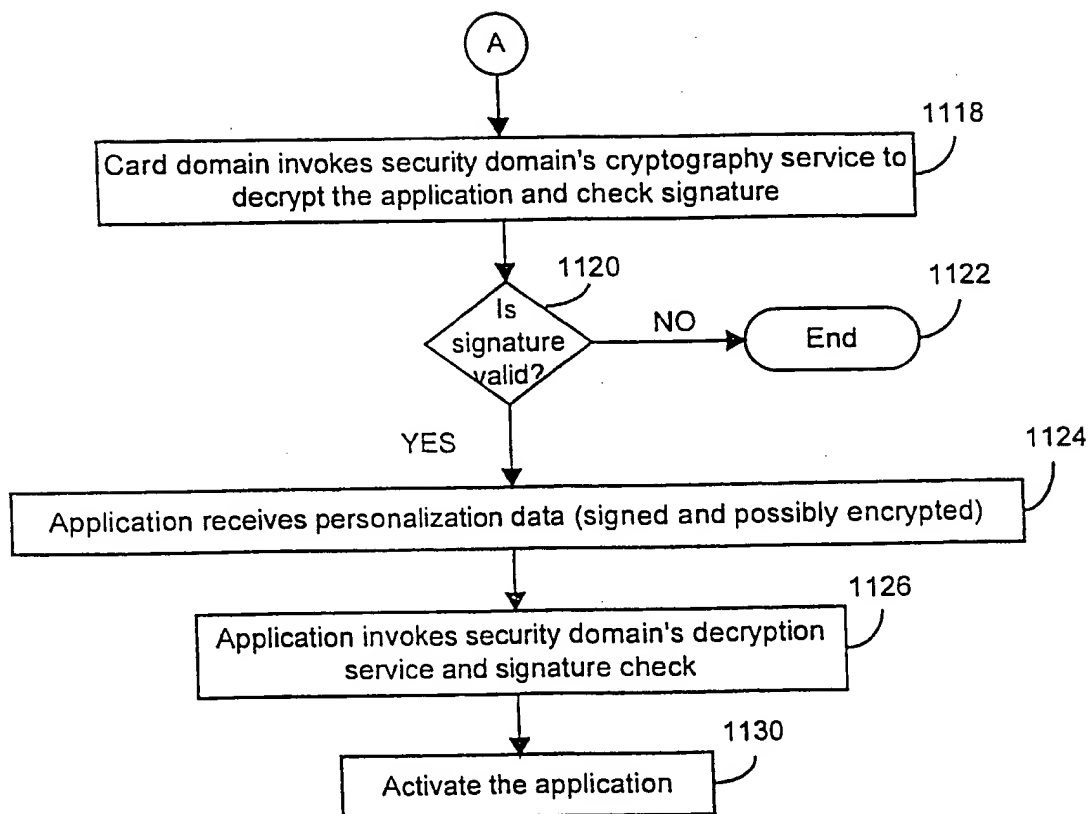 A
1118
Card domain invokes security domain's cryptography service to
decrypt the application and check signature
1120
1122
Is
signature
valid?
NO
End
YES
1124
Application receives personalization data (signed and possibly encrypted)
1126
Application invokes security domain's decryption
service and signature check
1130
Activate the application